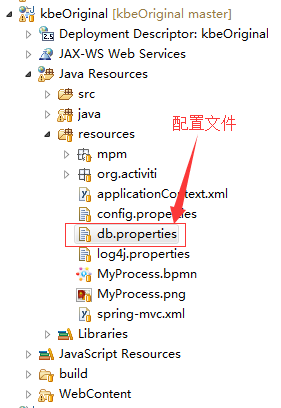 kbeOriginal [kbeOriginal master]
Deployment Descriptor: kbeOriginal
JAX-WS Web Services
Java Resources
src
java
配置文件
resources
mpm
org.activiti
applicationContext.xml
config.properties
db.properties
log4j.properties
MyProcess.bpmn
MyProcess.png
spring-mvc.xml
Libraries
JavaScript Resources
build
WebContent